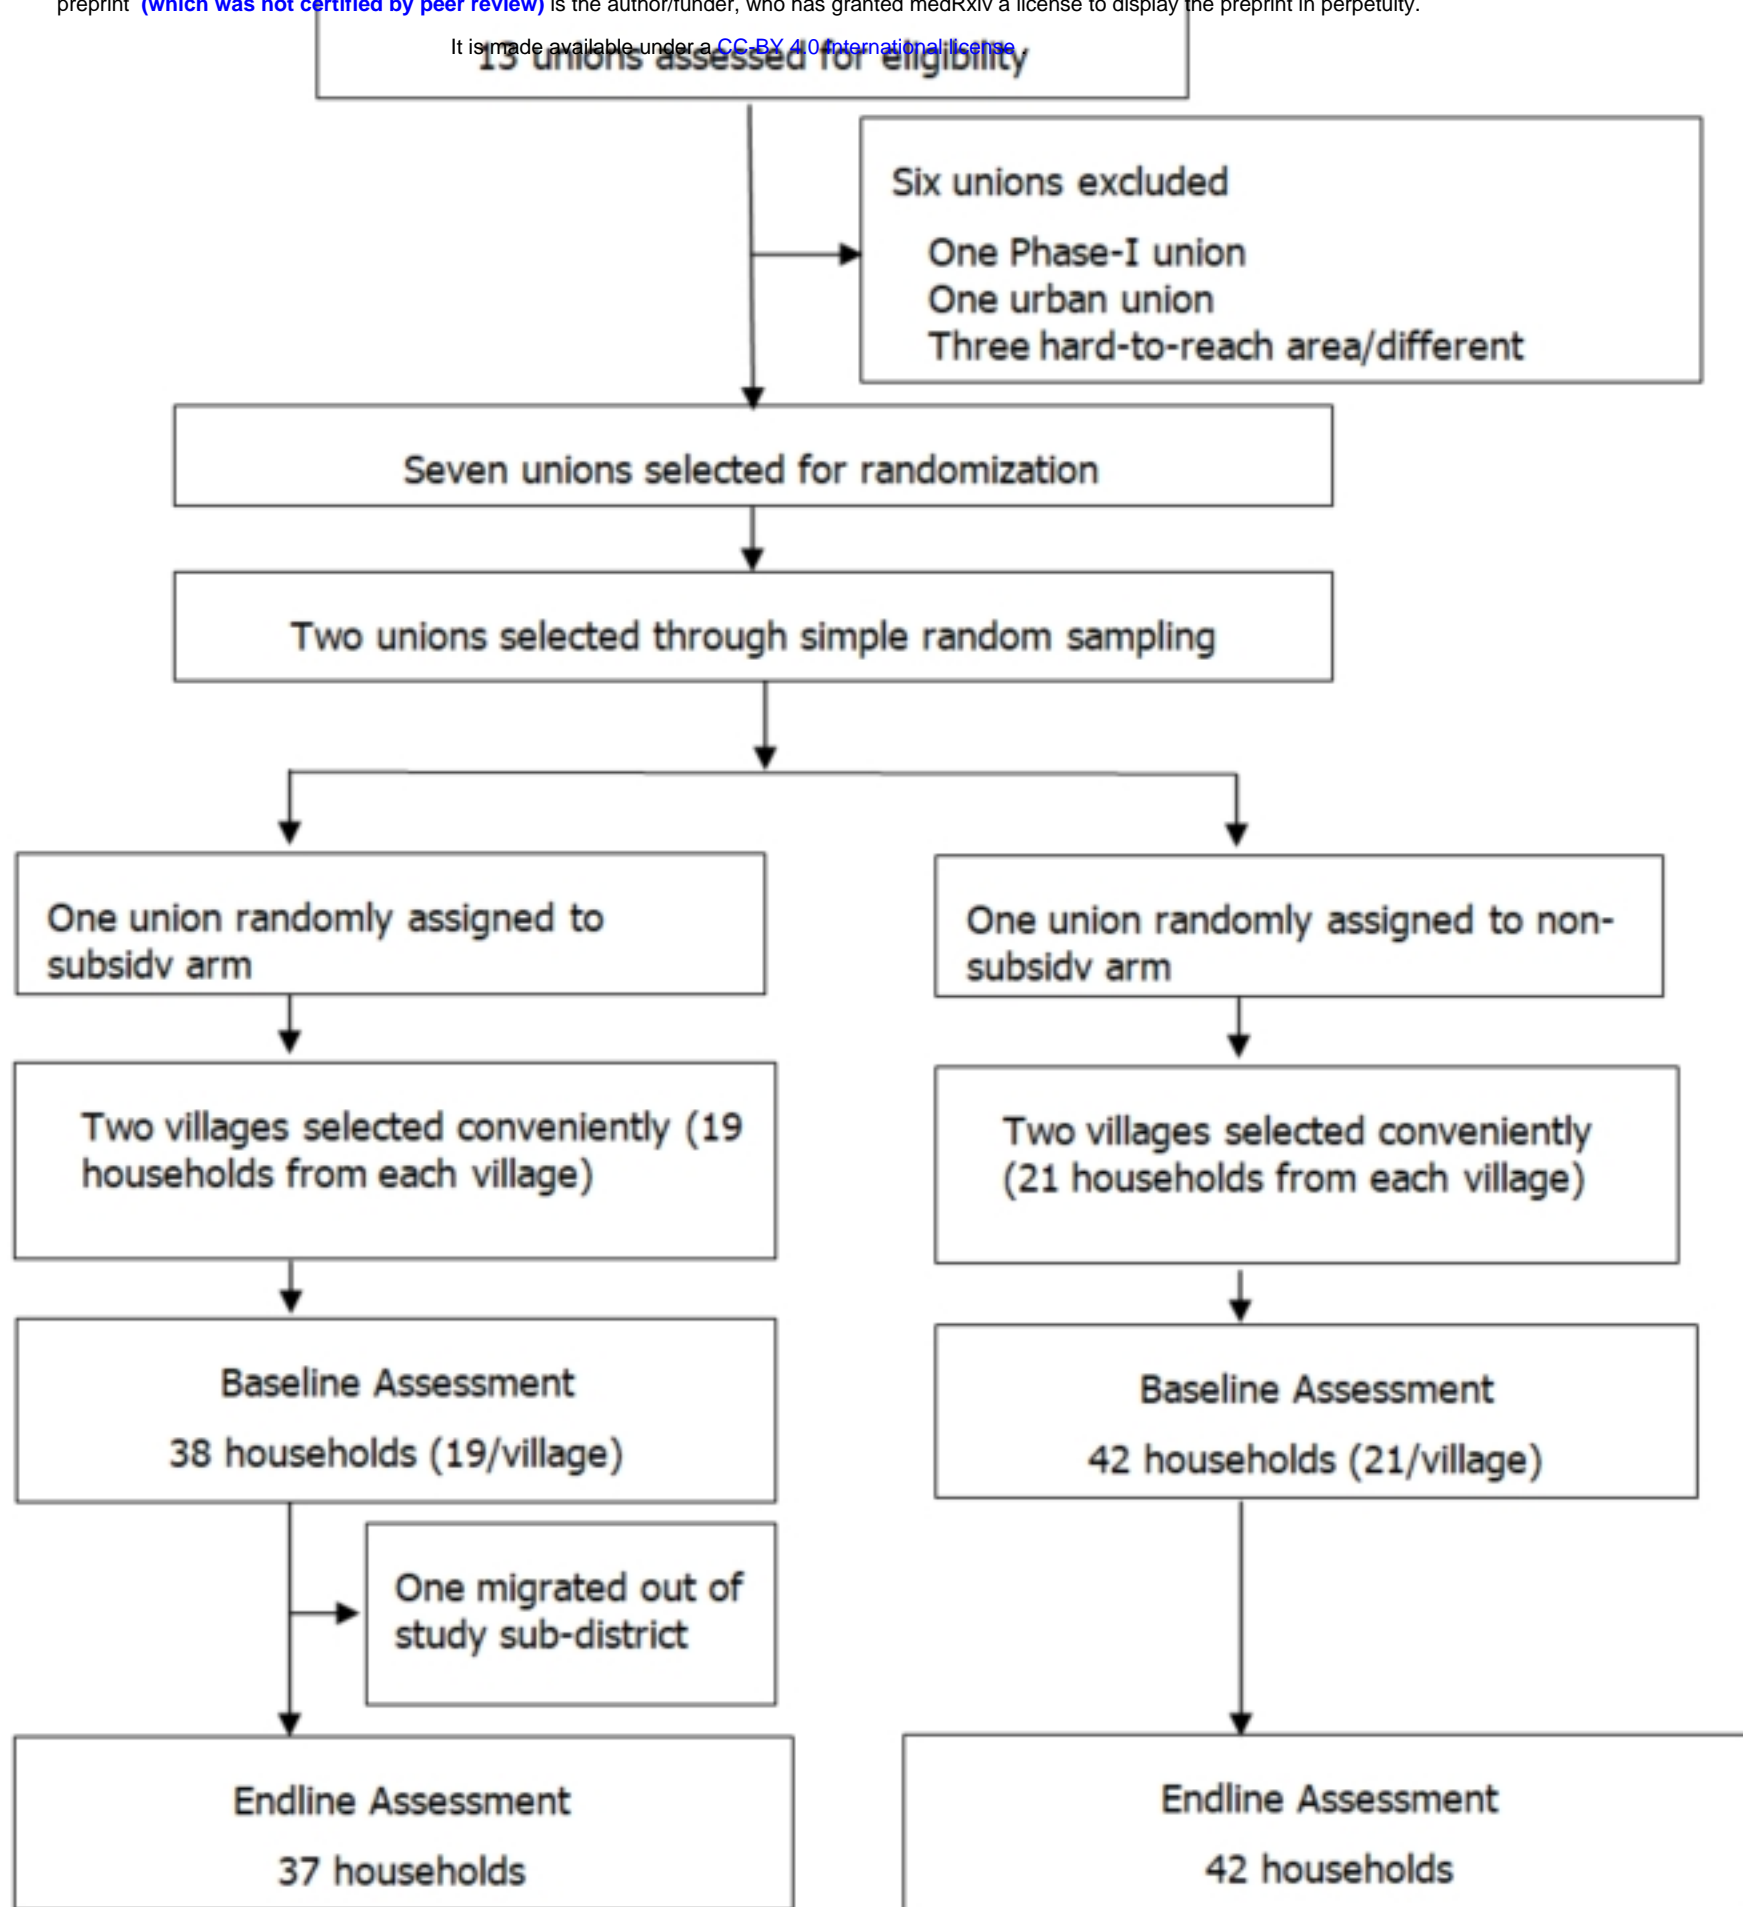 preprint (which was not certified by peer review) is the author/funder, who has granted medRxiv a license to display the preprint in perpetuity.
It is made available under a CC-BY 4.0 International license .
13 unions assessed for eligibility
Six unions excluded
One Phase-I union
One urban union
Three hard-to-reach area/different
Seven unions selected for randomization
Two unions selected through simple random sampling
One union randomly assigned to
subsidy arm
One union randomly assigned to non-
subsidy arm
Two villages selected conveniently (19
households from each village)
Two villages selected conveniently
(21 households from each village)
Baseline Assessment
38 households (19/village)
Baseline Assessment
42 households (21/village)
One migrated out of
study sub-district
Endline Assessment
37 households
Endline Assessment
42 households